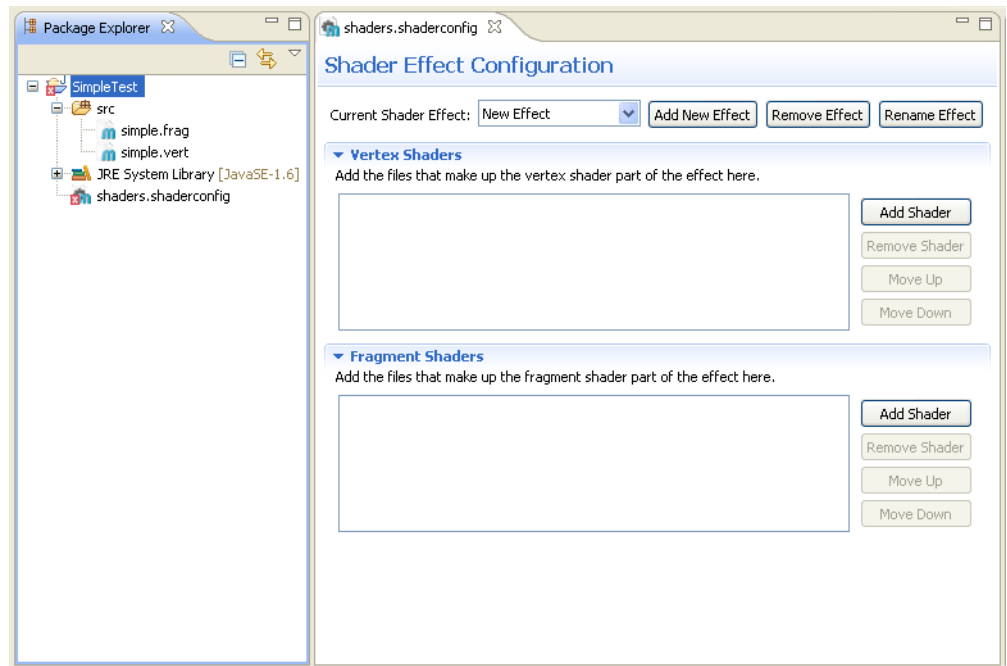 Package Explorer
SimpleTest
src
simple.frag
simple.vert
JRE System Library [JavaSE-1.6]
shaders.shaderconfig
shaders.shaderconfig
Shader Effect Configuration
Current Shader Effect: New Effect Add New Effect Remove Effect Rename Effect
Vertex Shaders
Add the files that make up the vertex shader part of the effect here.
Add Shader
Remove Shader
Move Up
Move Down
Fragment Shaders
Add the files that make up the fragment shader part of the effect here.
Add Shader
Remove Shader
Move Up
Move Down